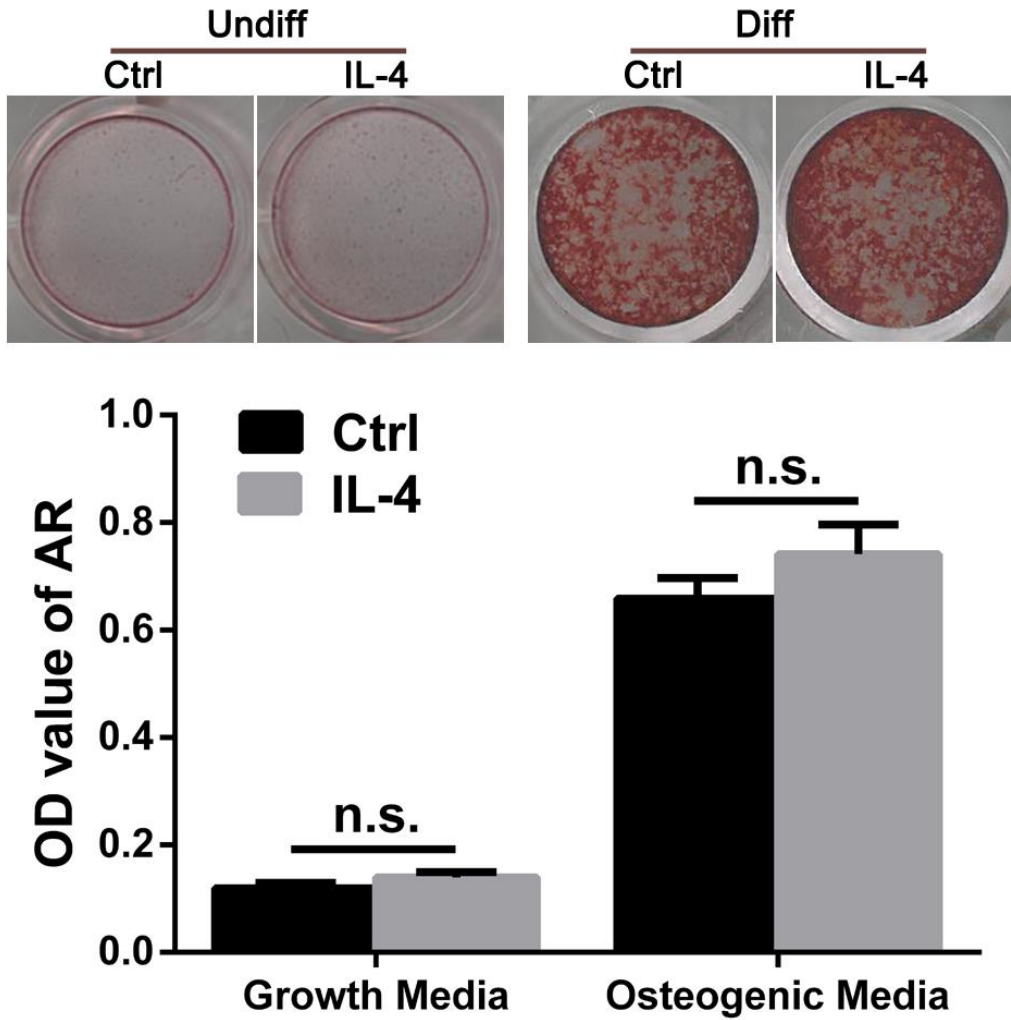 Undiff Diff
Ctrl IL-4 Ctrl IL-4
1.0
Ctrl
IL-4
n.s.
0.8
0.6
0.4
n.s.
0.2
0.0
OD value of AR
Growth Media Osteogenic Media